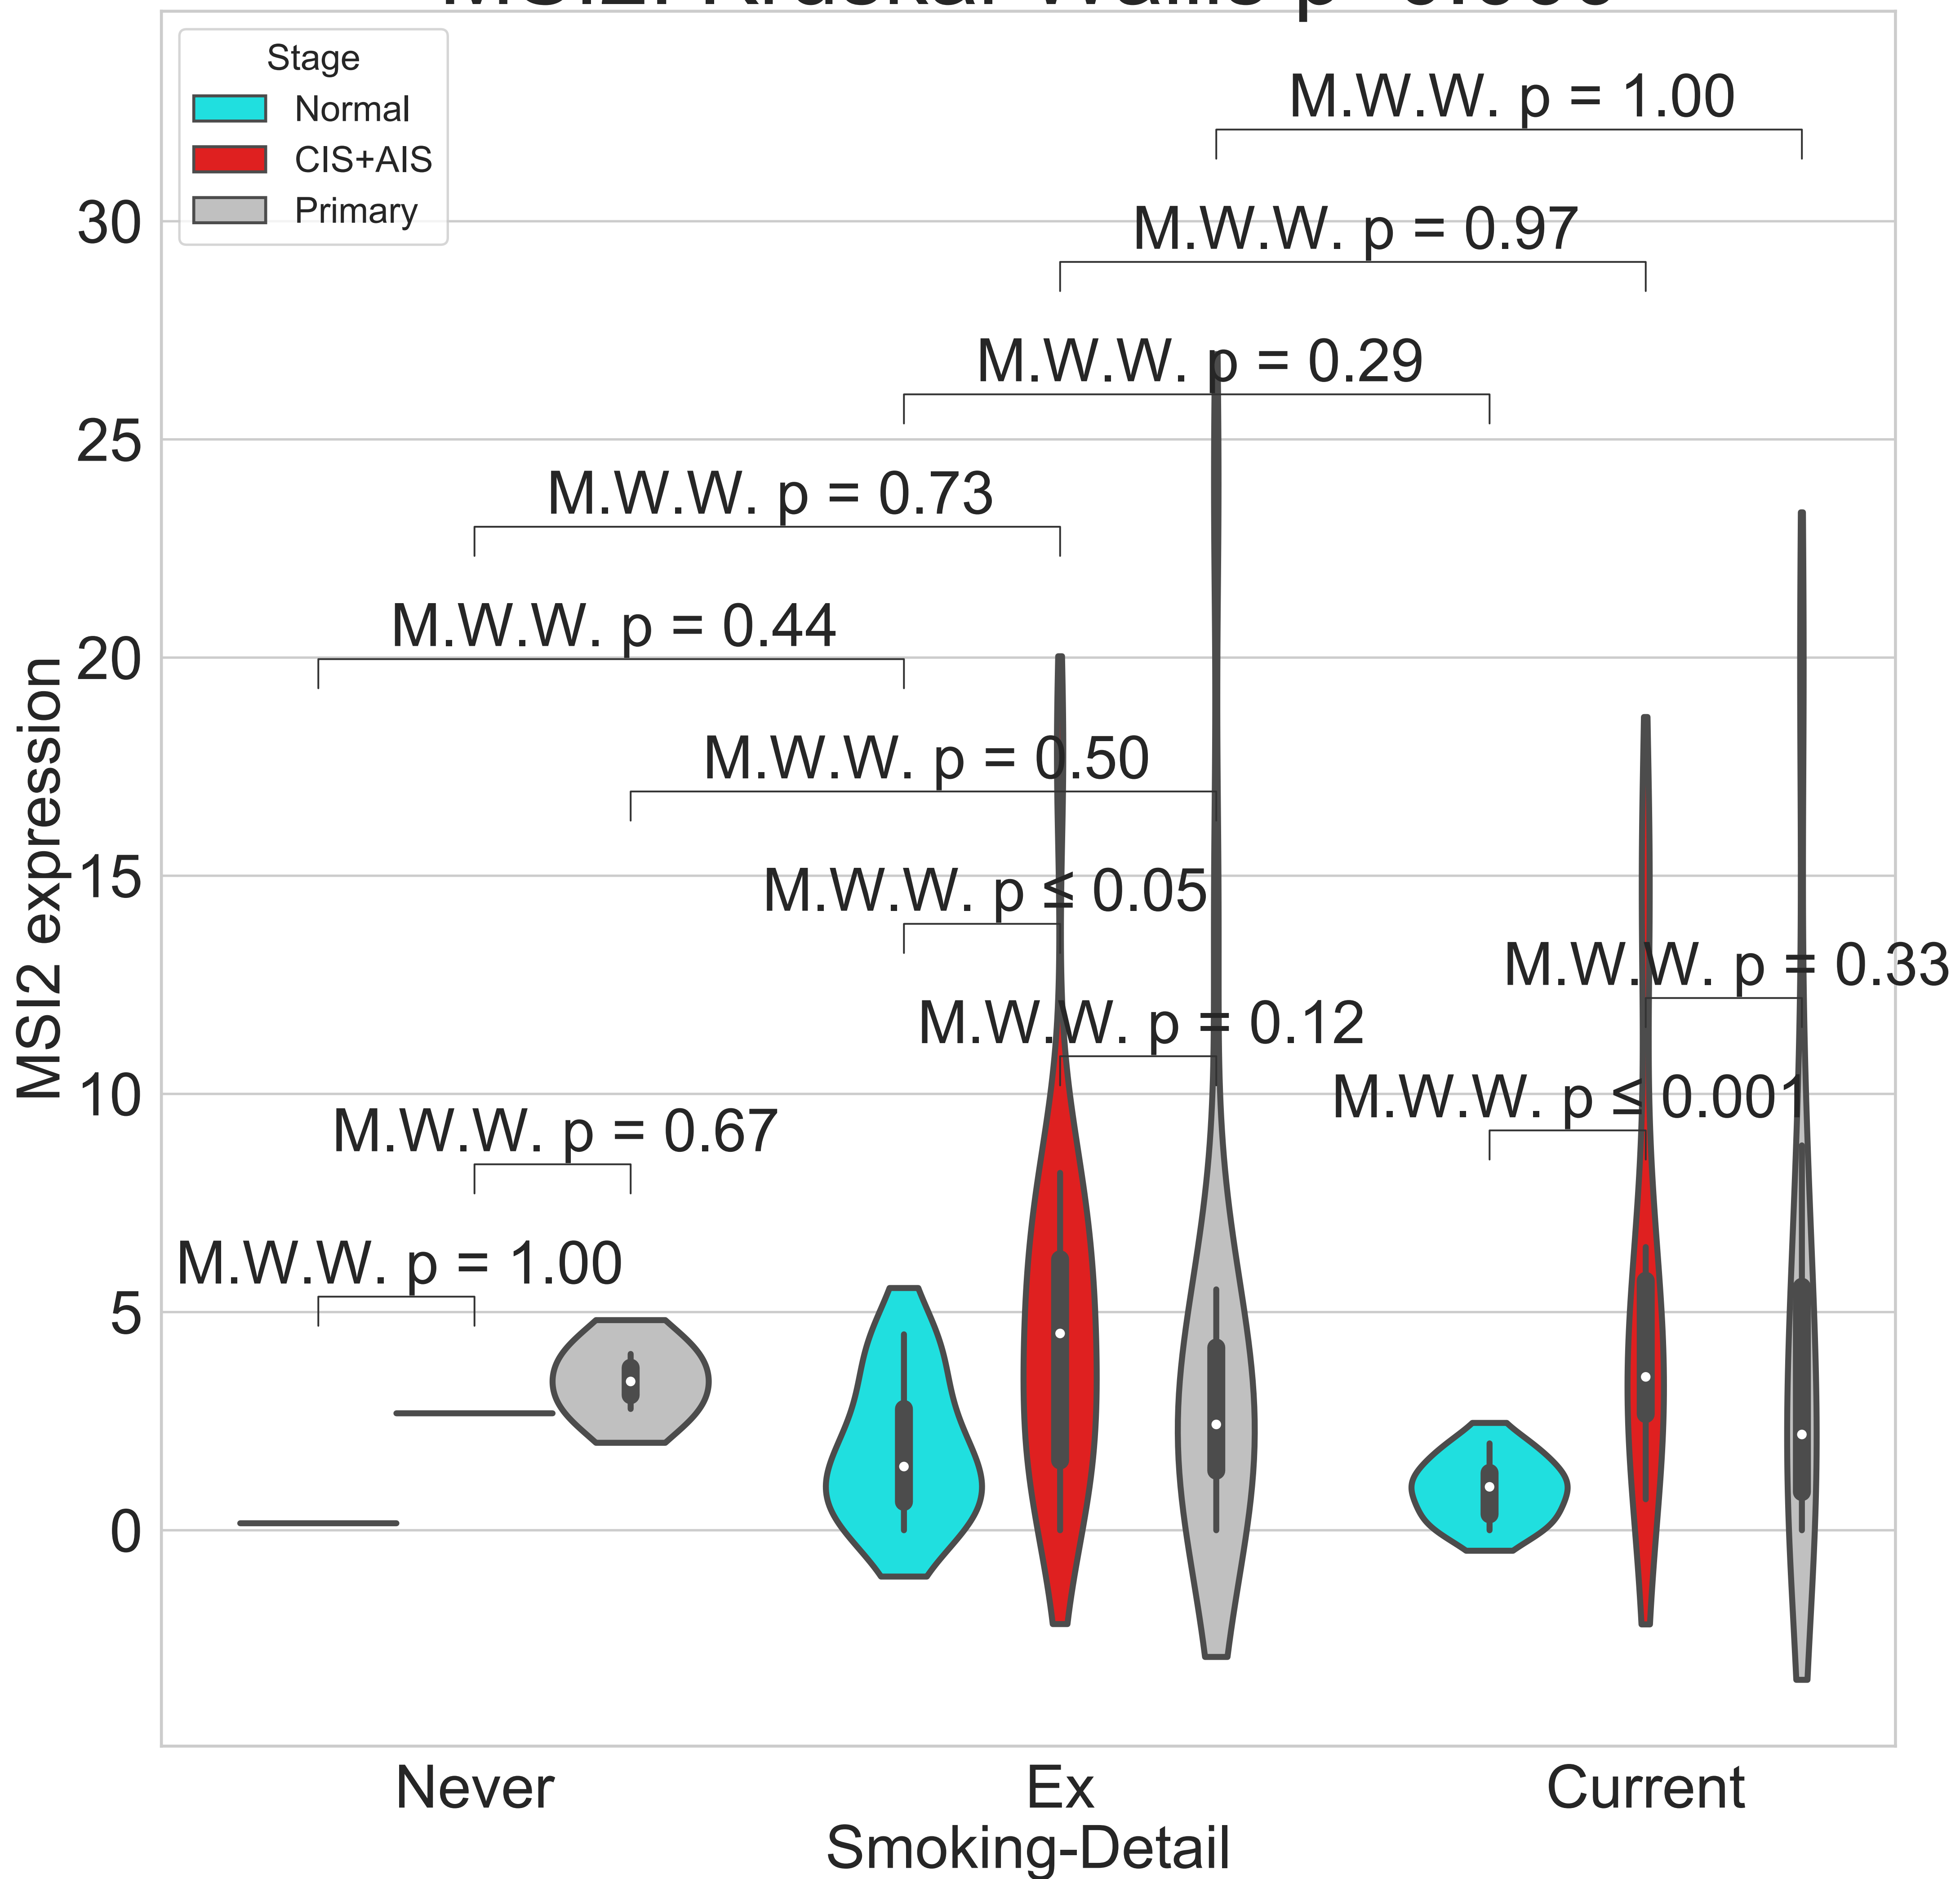 Stage
Normal
CIS+AIS
Primary
M.W.W. p = 1.00
M.W.W. p = 0.97
M.W.W. p = 0.29
M.W.W. p = 0.73
M.W.W. p = 0.44
M.W.W. p = 0.50
M.W.W. p ≤ 0.05
M.W.W. p = 0.33
M.W.W. p = 0.12
M.W.W. p ≤ 0.001
M.W.W. p = 0.67
M.W.W. p = 1.00
30
25
20
15
10
5
0
MSI2 expression
Never
Ex
Current
Smoking-Detail